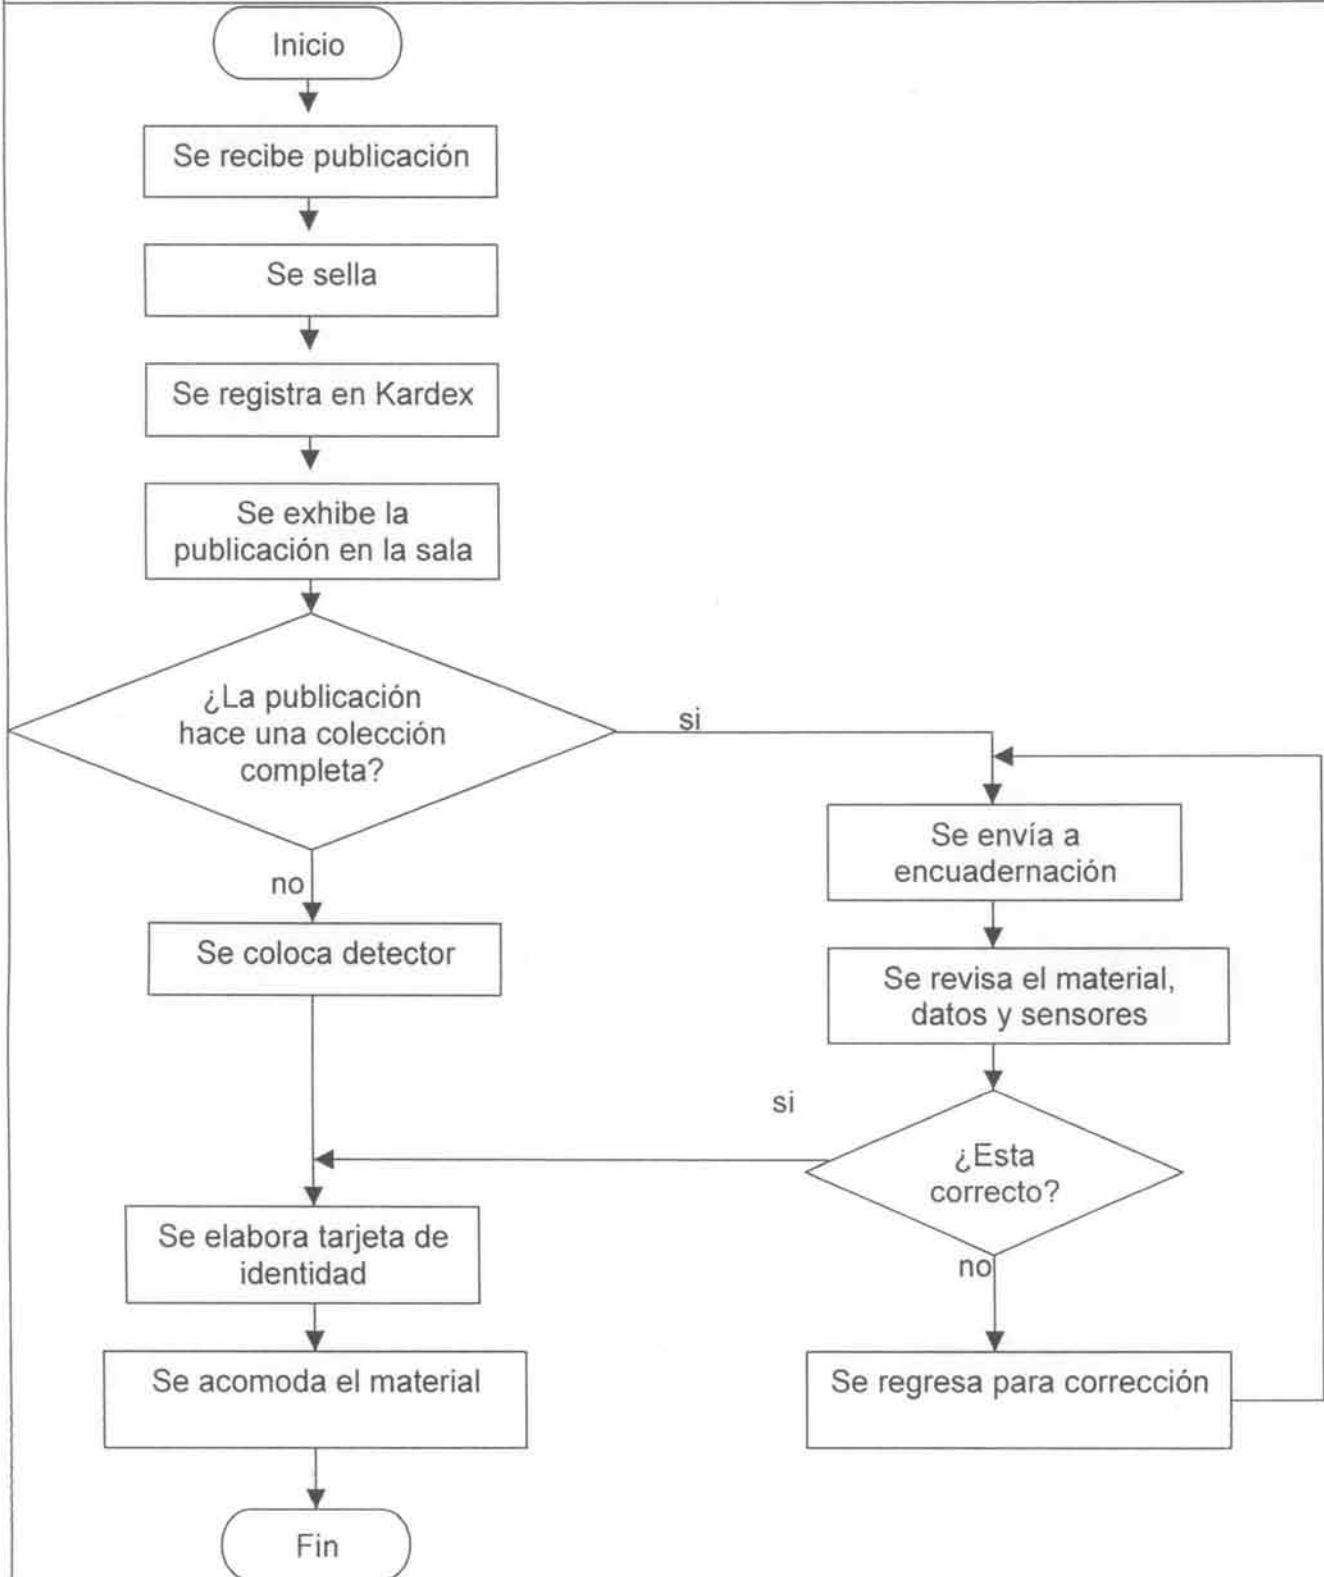 Inicio
Se recibe publicación
Se sella
Se registra en Kardex
Se exhibe la
publicación en la sala
¿La publicación
hace una colección
completa?
si
no
Se coloca detector
Se envía a
encuadernación
Se revisa el material,
datos y sensores
¿Esta
correcto?
si
no
Se regresa para corrección
Se elabora tarjeta de
identidad
Se acomoda el material
Fin